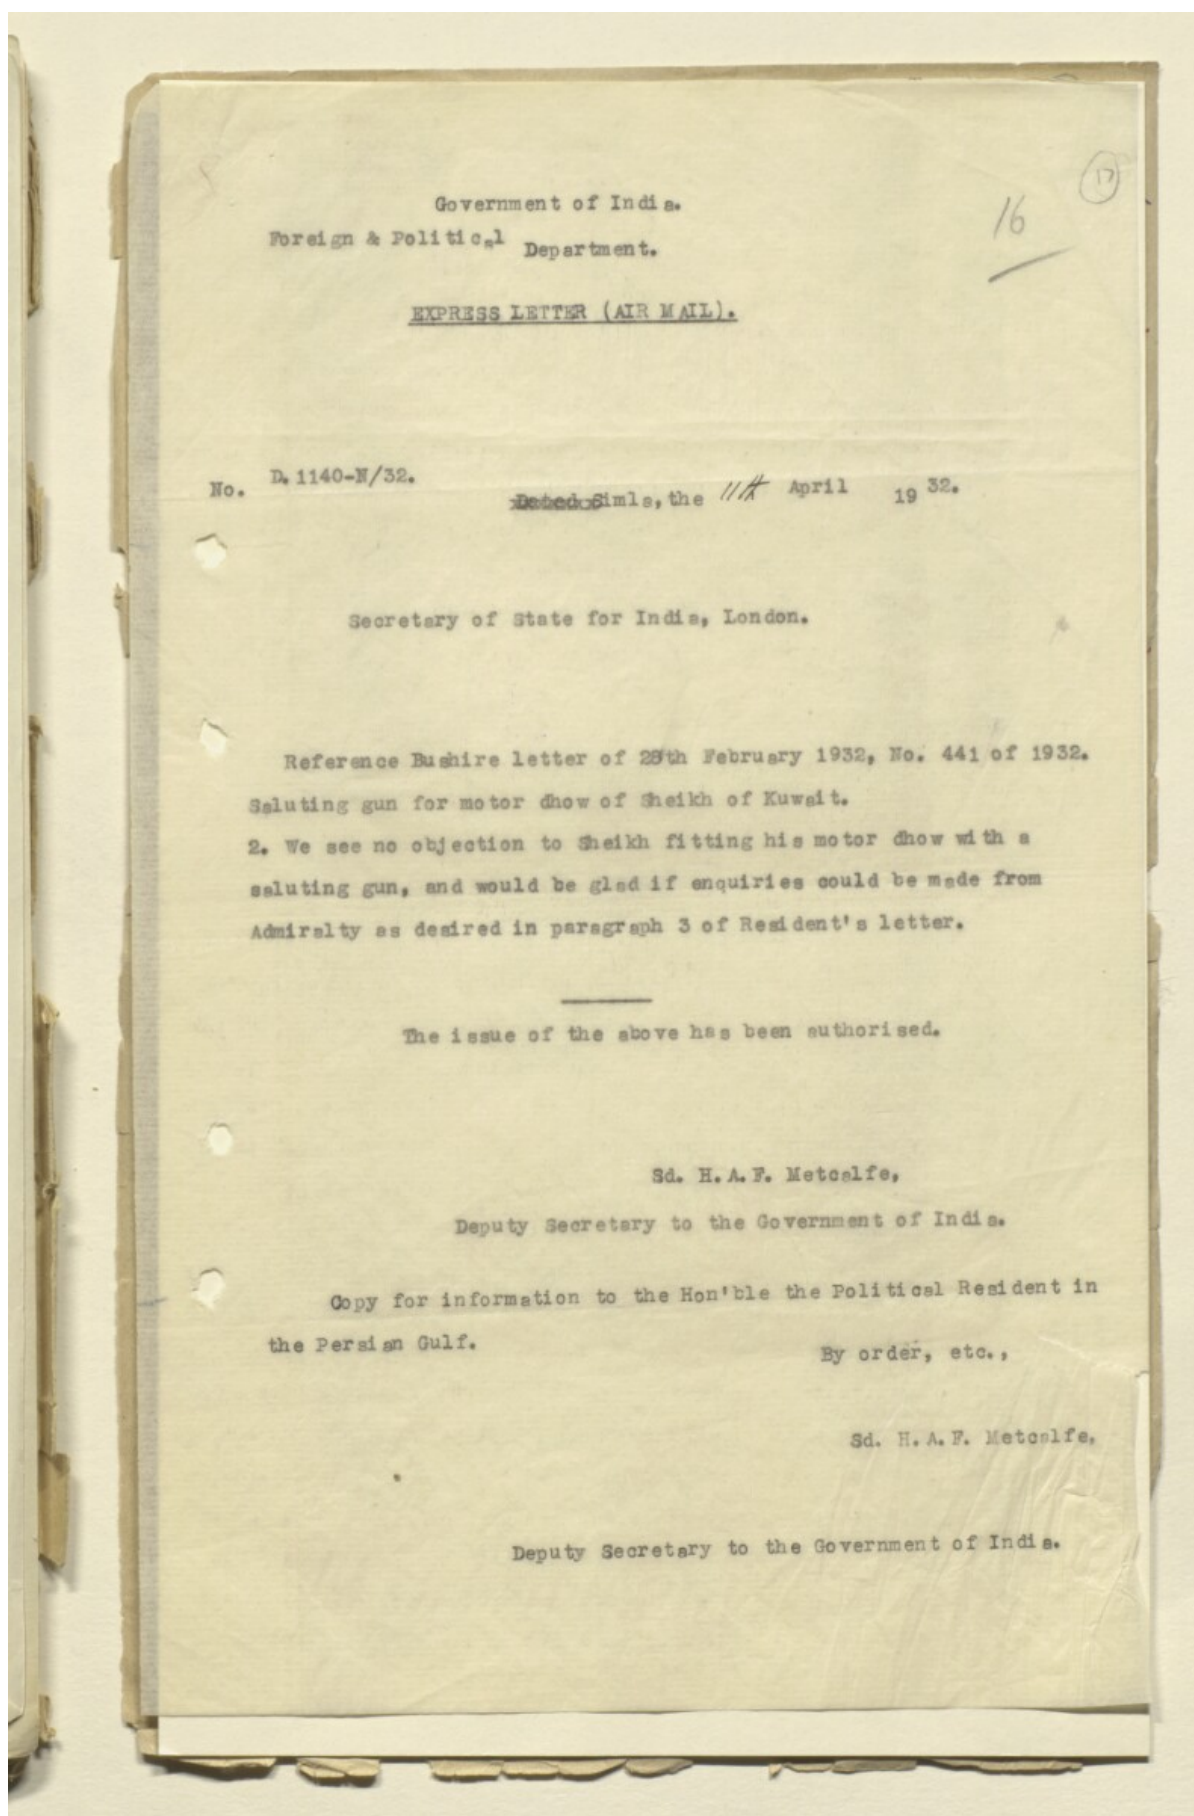 17
16
Government of India.
Foreign & Political Department.
EXPRESS LETTER (AIR MAIL).
No. D.1140-N/32.
Dated Simla, the 11th April 1932.
Secretary of State for India, London.
Reference Bushire letter of 28th February 1932, No. 441 of 1932.
Saluting gun for motor dhow of Sheikh of Kuwait.
2. We see no objection to Sheikh fitting his motor dhow with a
saluting gun, and would be glad if enquiries could be made from
Admiralty as desired in paragraph 3 of Resident's letter.
The issue of the above has been authorised.
Sd. H.A.F. Metcalfe,
Deputy Secretary to the Government of India.
Copy for information to the Hon'ble the Political Resident in
the Persian Gulf.
By order, etc.,
Sd. H.A.F. Metcalfe,
Deputy Secretary to the Government of India.